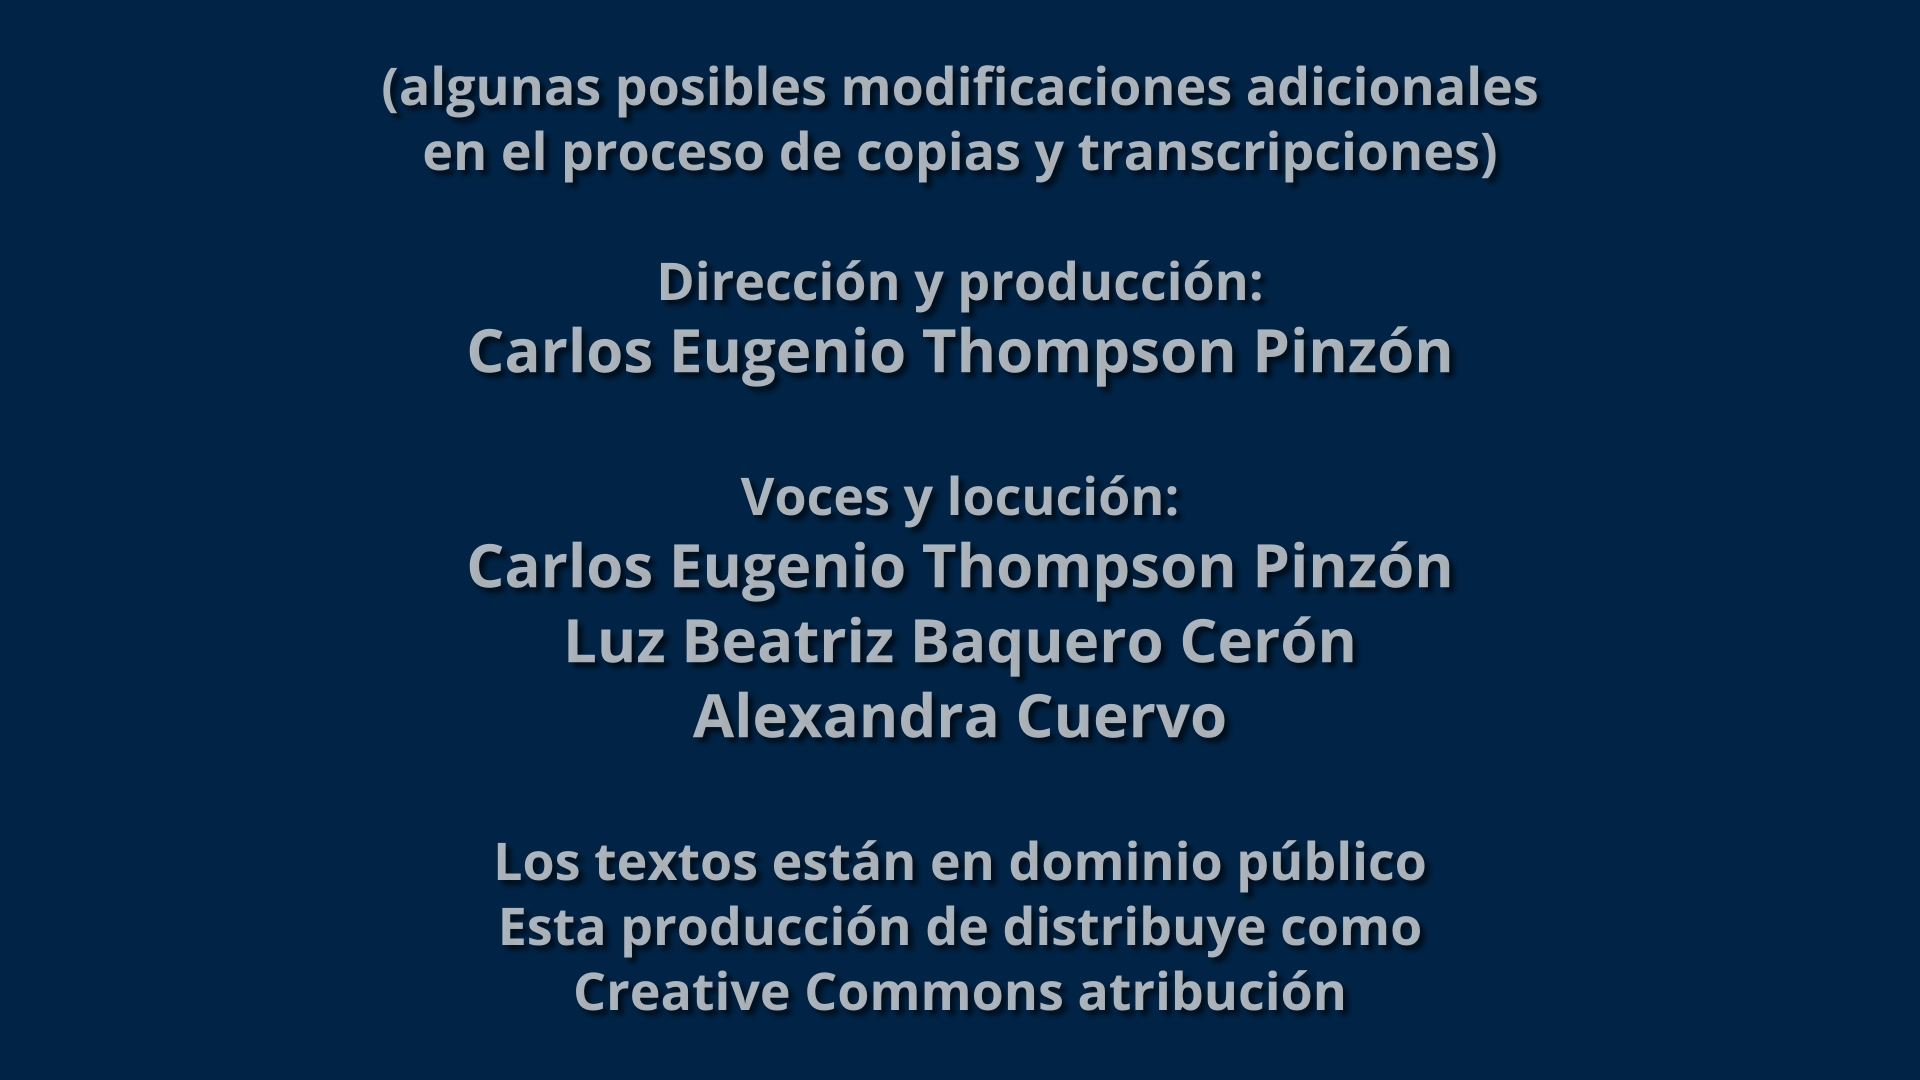 (algunas posibles modificaciones adicionales
en el proceso de copias y transcripciones)
Dirección y producción:
Carlos Eugenio Thompson Pinzón
Voces y locución:
Carlos Eugenio Thompson Pinzón
Luz Beatriz Baquero Cerón
Alexandra Cuervo
Los textos están en dominio público
Esta producción de distribuye como
Creative Commons atribución